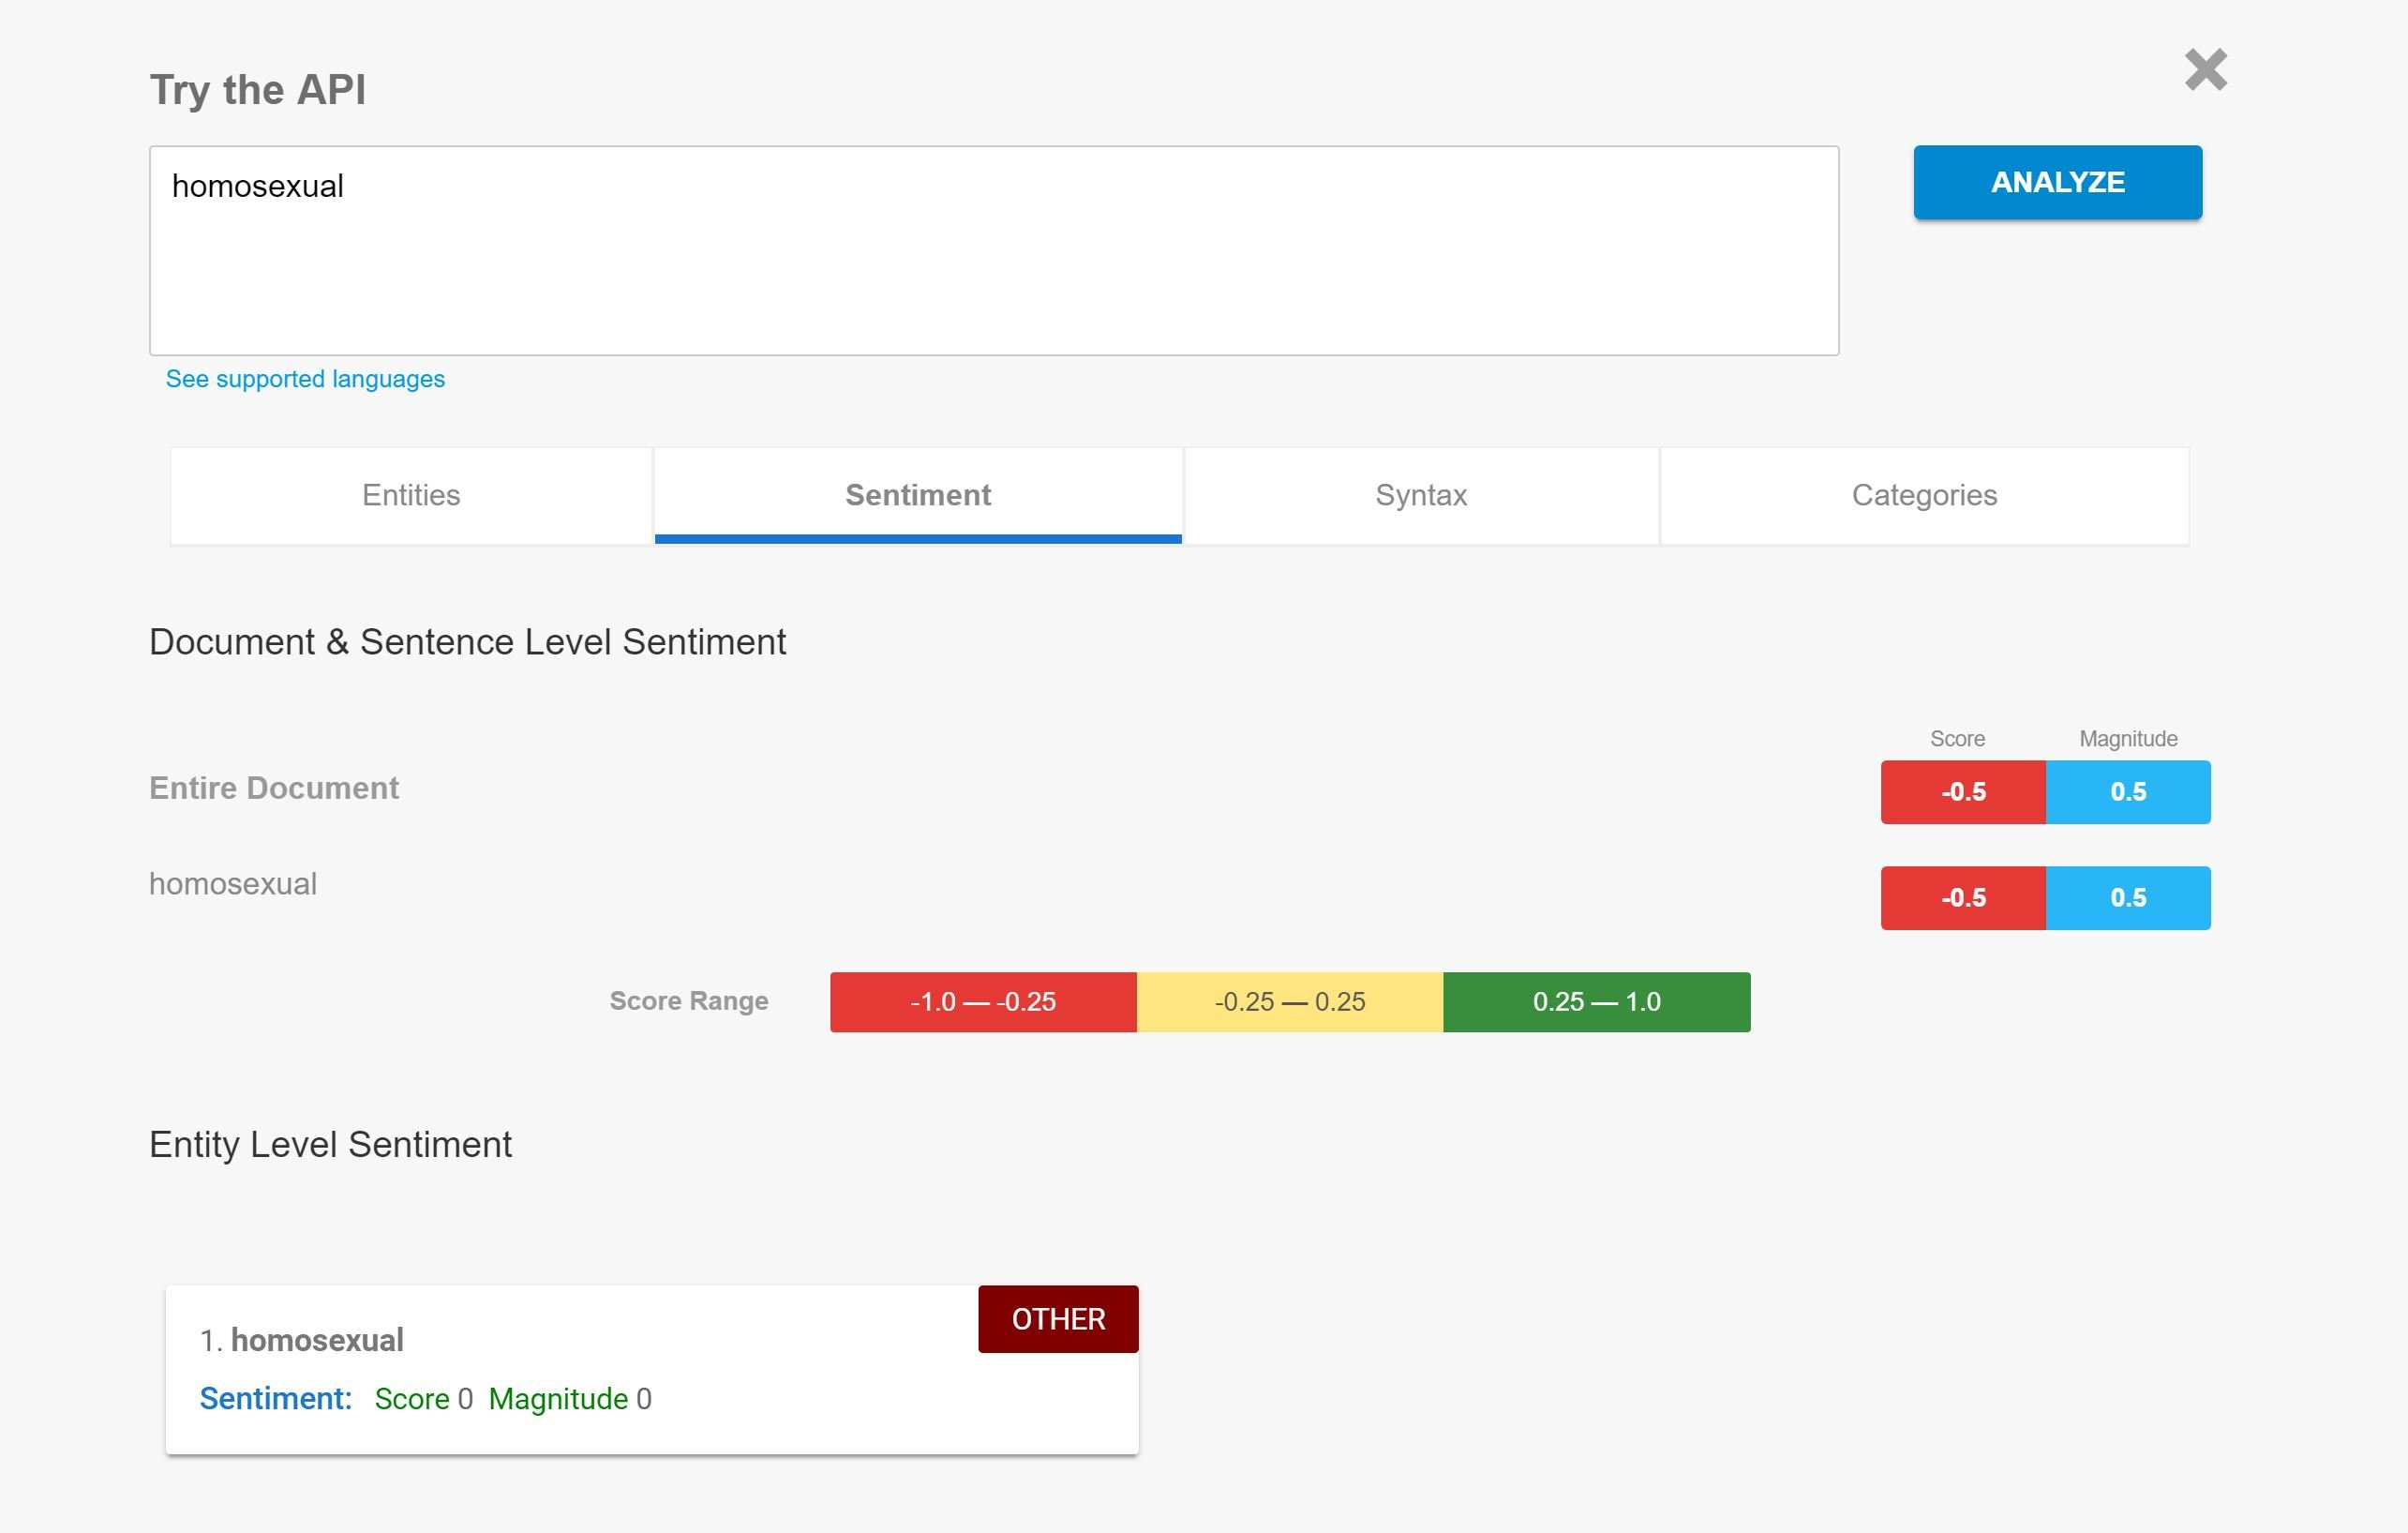 Try the API
homosexual
ANALYZE
See supported languages
Entities Sentiment Syntax Categories
Document & Sentence Level Sentiment
Score Magnitude
Entire Document -0.5 0.5
homosexual -0.5 0.5
Score Range -1.0 — -0.25 -0.25 — 0.25 0.25 — 1.0
Entity Level Sentiment
OTHER
1. homosexual
Sentiment: Score 0 Magnitude 0